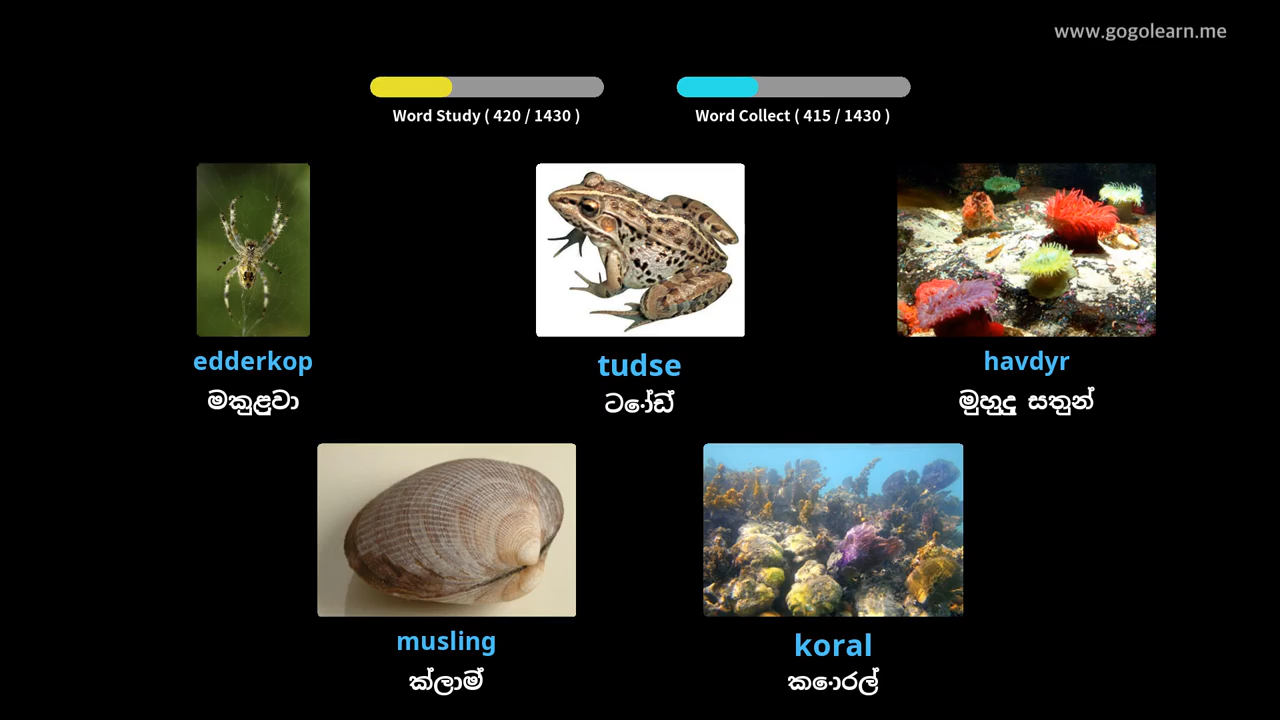 www.gogolearn.me
Word Study ( 420 / 1430 )
Word Collect ( 415 / 1430 )
edderkop
tudse
havdyr
මකුළුවා
ටෝඩ්
මුහුදු සතුන්
musling
koral
ක්ලාම්
කොරල්